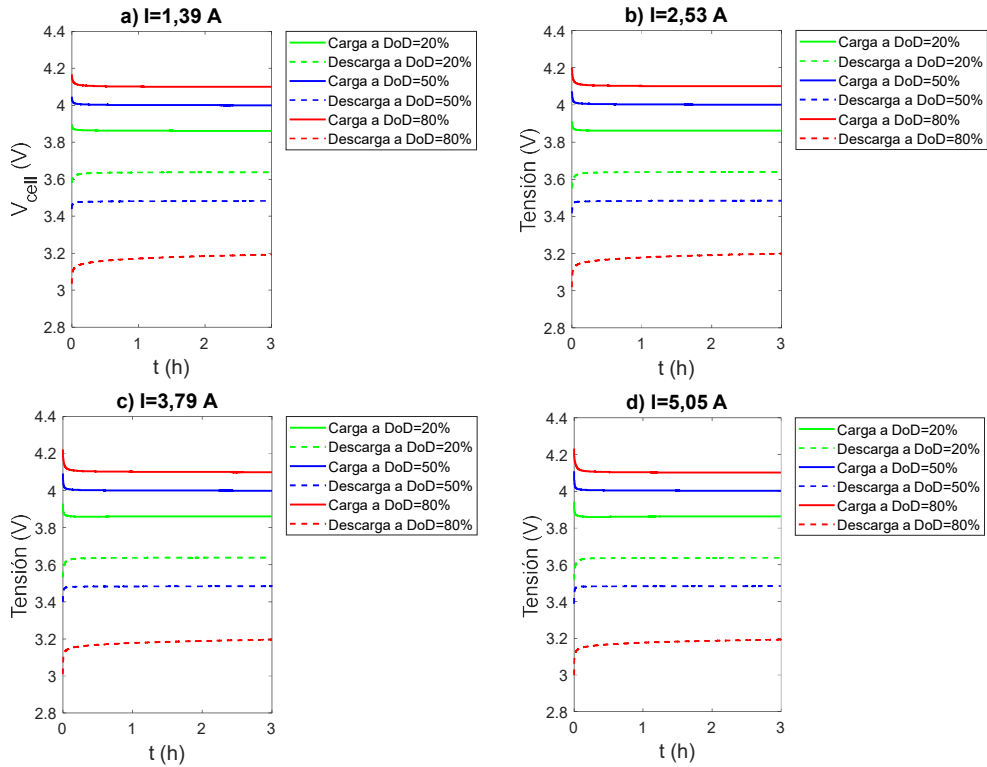 a) I=1,39 A
4.4
4.2
4
3.8
3.6
3.4
3.2
3
2.8
V_cell (V)
0 1 2 3
t (h)
Carga a DoD=20%
Descarga a DoD=20%
Carga a DoD=50%
Descarga a DoD=50%
Carga a DoD=80%
Descarga a DoD=80%
b) I=2,53 A
4.4
4.2
4
3.8
3.6
3.4
3.2
3
2.8
Tensión (V)
0 1 2 3
t (h)
Carga a DoD=20%
Descarga a DoD=20%
Carga a DoD=50%
Descarga a DoD=50%
Carga a DoD=80%
Descarga a DoD=80%
c) I=3,79 A
4.4
4.2
4
3.8
3.6
3.4
3.2
3
2.8
Tensión (V)
0 1 2 3
t (h)
Carga a DoD=20%
Descarga a DoD=20%
Carga a DoD=50%
Descarga a DoD=50%
Carga a DoD=80%
Descarga a DoD=80%
d) I=5,05 A
4.4
4.2
4
3.8
3.6
3.4
3.2
3
2.8
Tensión (V)
0 1 2 3
t (h)
Carga a DoD=20%
Descarga a DoD=20%
Carga a DoD=50%
Descarga a DoD=50%
Carga a DoD=80%
Descarga a DoD=80%